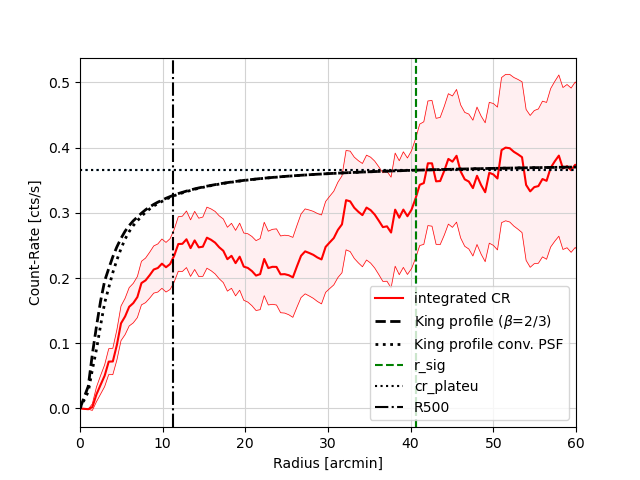 0.5
0.4
0.3
0.2
0.1
0.0
Count-Rate [cts/s]
integrated CR
King profile (β=2/3)
King profile conv. PSF
r_sig
cr_plateu
R500
0 10 20 30 40 50 60
Radius [arcmin]